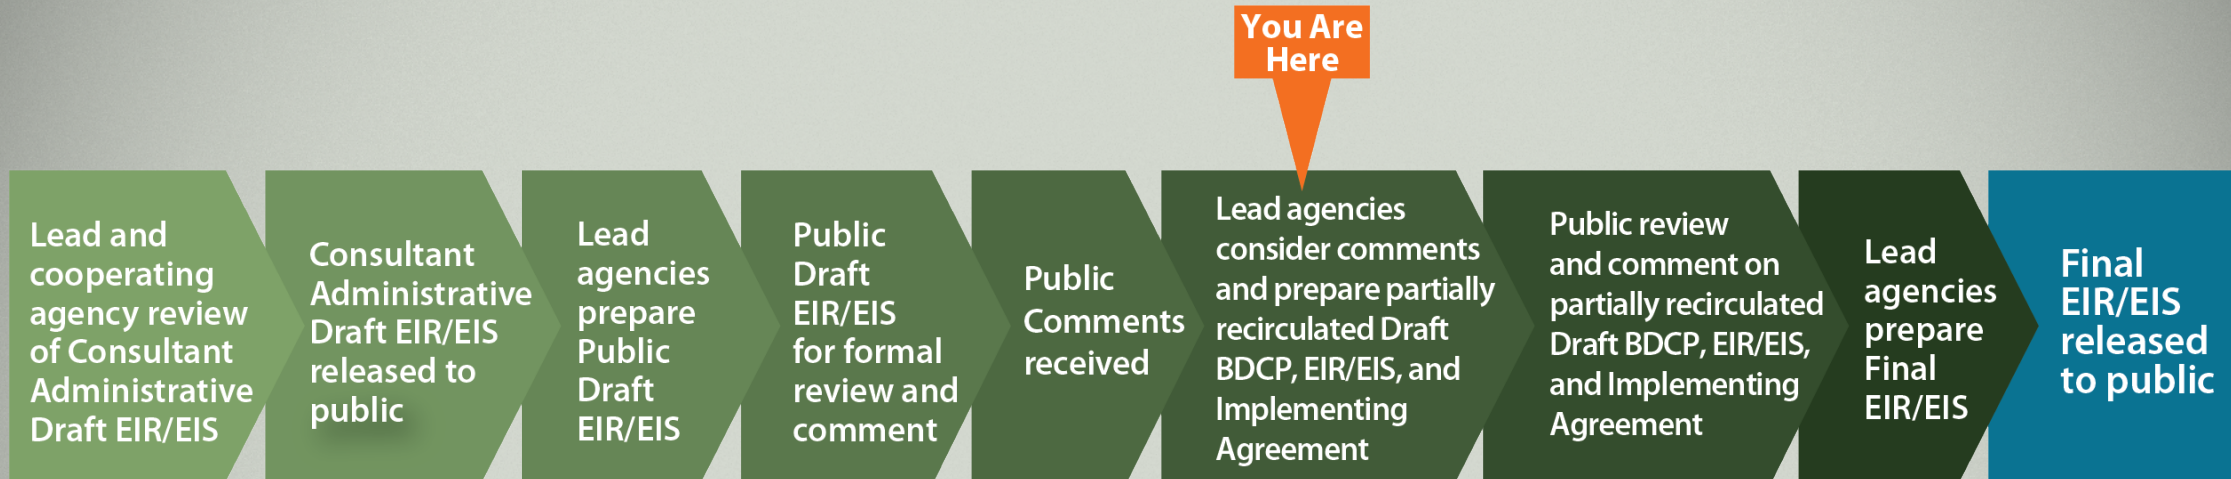 You Are
Here
Lead and
cooperating
agency review
of Consultant
Administrative
Draft EIR/EIS
Consultant
Administrative
Draft EIR/EIS
released to
public
Lead
agencies
prepare
Public
Draft
EIR/EIS
Public
Draft
EIR/EIS
for formal
review and
comment
Public
Comments
received
Lead agencies
consider comments
and prepare partially
recirculated Draft
BDCP, EIR/EIS, and
Implementing
Agreement
Public review
and comment on
partially recirculated
Draft BDCP, EIR/EIS,
and Implementing
Agreement
Lead
agencies
prepare
Final
EIR/EIS
Final
EIR/EIS
released
to public